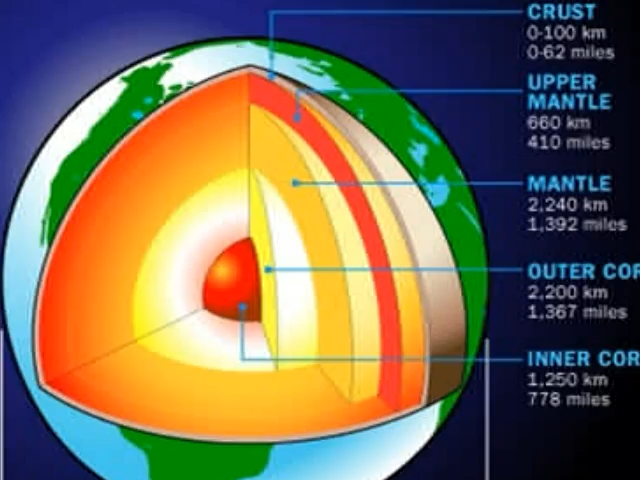 CRUST
0-100 km
0-62 miles
UPPER
MANTLE
660 km
410 miles
MANTLE
2,240 km
1,392 miles
OUTER COR
2,200 km
1,367 miles
INNER COR
1,250 km
778 miles